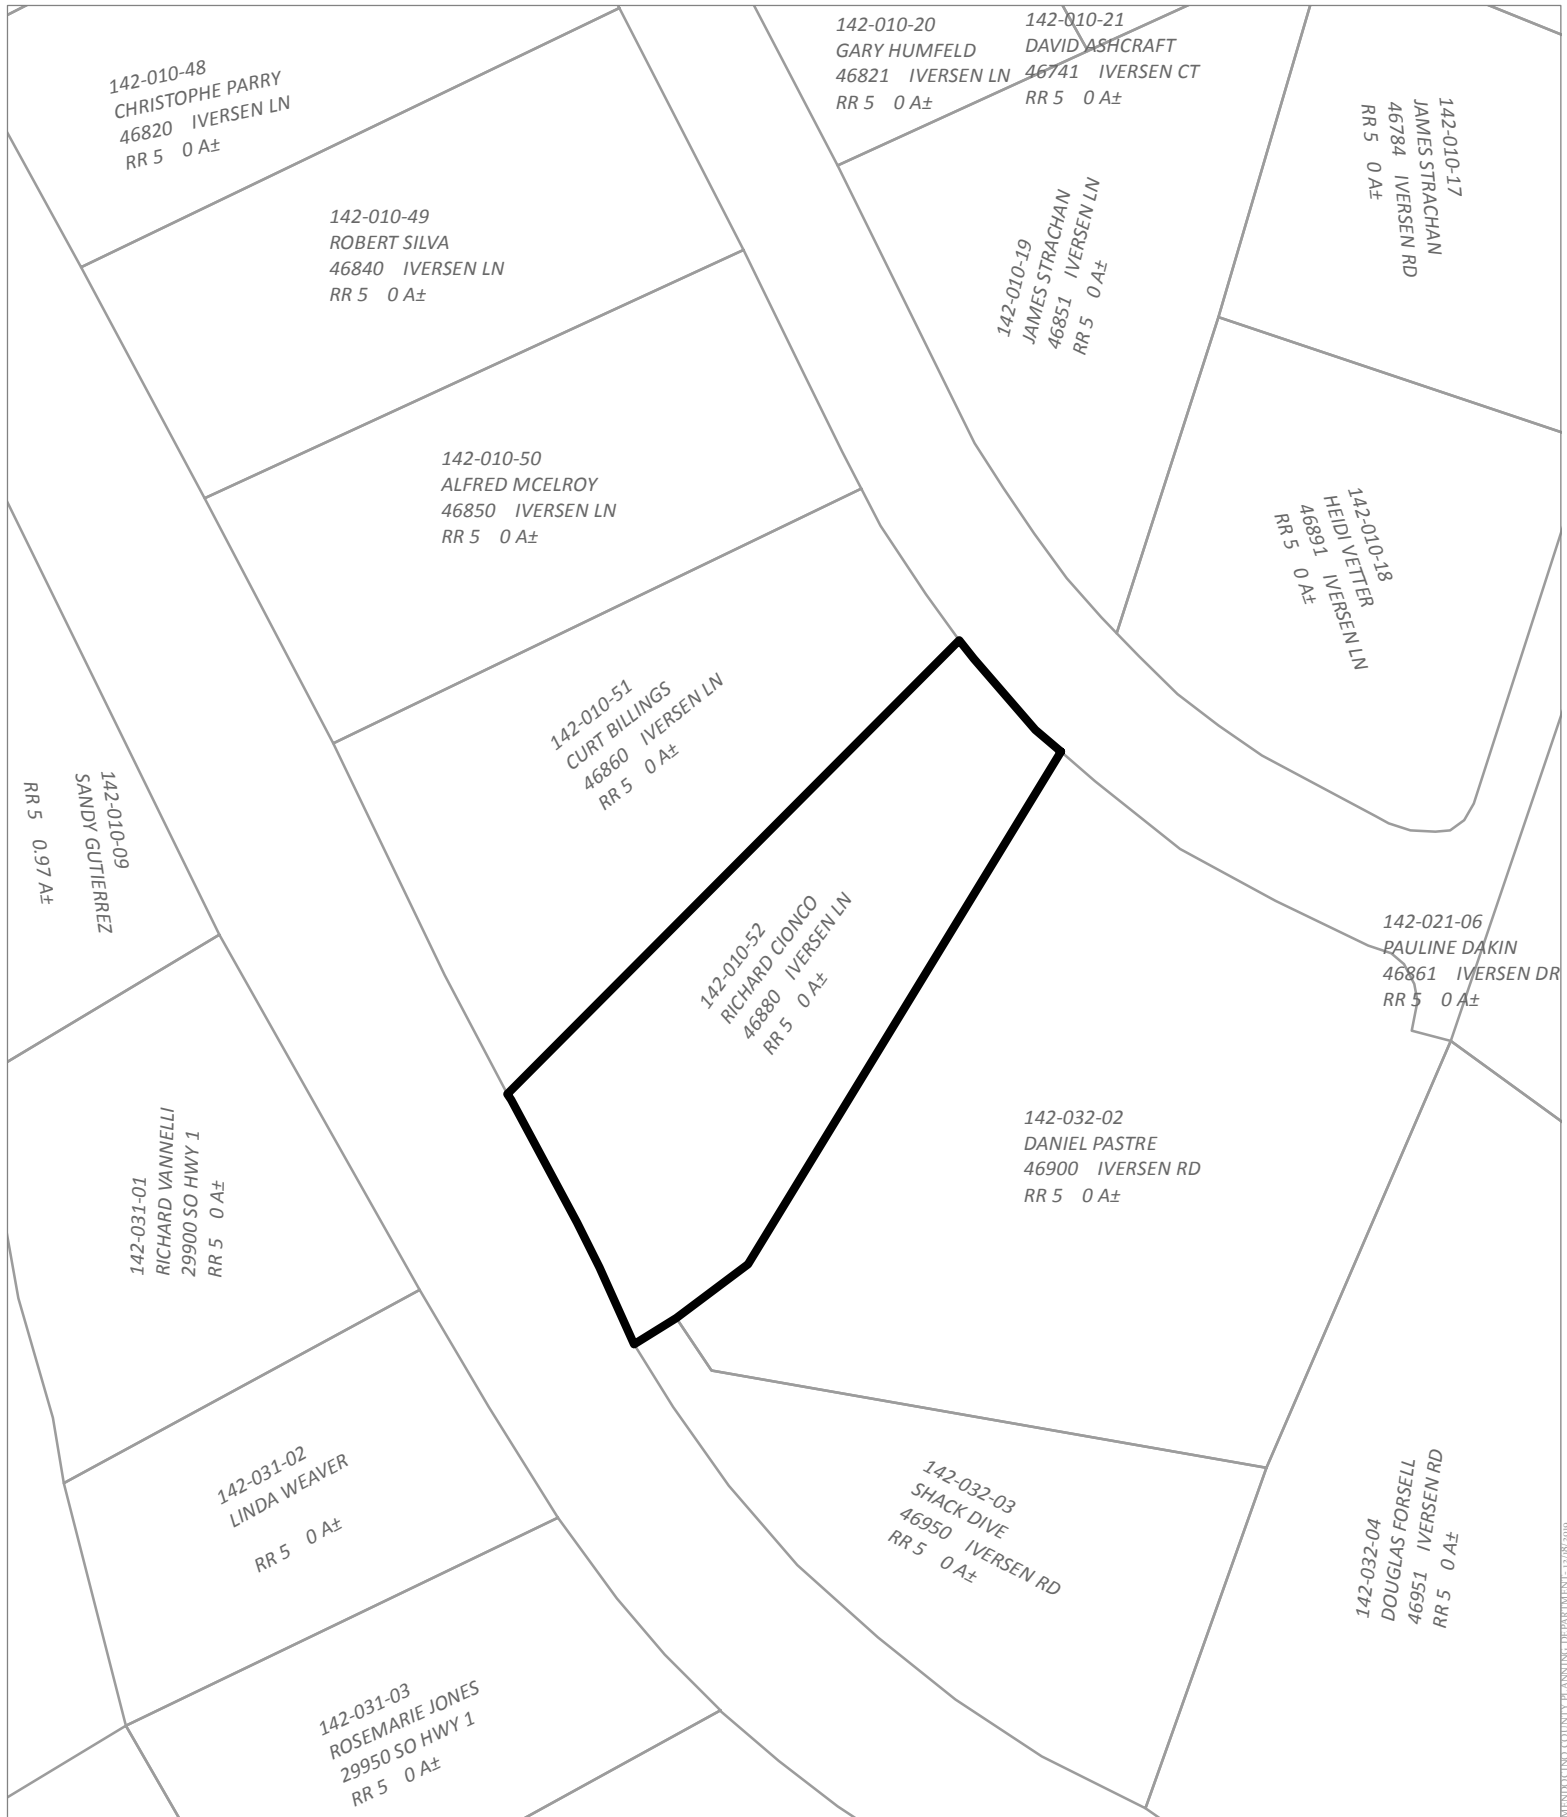 142-010-48
CHRISTOPHE PARRY
46820 IVERSEN LN
RR 5 0 A±
142-010-20
GARY HUMFELD
46821 IVERSEN LN
RR 5 0 A±
142-010-21
DAVID ASHCRAFT
46741 IVERSEN CT
RR 5 0 A±
142-010-17
JAMES STRACHAN
46784 IVERSEN RD
RR 5 0 A±
142-010-49
ROBERT SILVA
46840 IVERSEN LN
RR 5 0 A±
142-010-19
JAMES STRACHAN
46851 IVERSEN LN
RR 5 0 A±
142-010-50
ALFRED MCELROY
46850 IVERSEN LN
RR 5 0 A±
142-010-18
HEIDI VETTER
46891 IVERSEN LN
RR 5 0 A±
142-010-51
CURT BILLINGS
46860 IVERSEN LN
RR 5 0 A±
142-010-09
SANDY GUTIERREZ
RR 5 0.97 A±
142-010-52
RICHARD CIONCO
46880 IVERSEN LN
RR 5 0 A±
142-021-06
PAULINE DAKIN
46861 IVERSEN DR
RR 5 0 A±
142-031-01
RICHARD VANNELLI
29900 SO HWY 1
RR 5 0 A±
142-032-02
DANIEL PASTRE
46900 IVERSEN RD
RR 5 0 A±
142-031-02
LINDA WEAVER
RR 5 0 A±
142-032-03
SHACK DIVE
46950 IVERSEN RD
RR 5 0 A±
142-032-04
DOUGLAS FORSELL
46951 IVERSEN RD
RR 5 0 A±
142-031-03
ROSEMARIE JONES
29950 SO HWY 1
RR 5 0 A±
COUNTY PLANNING DEPARTMENT